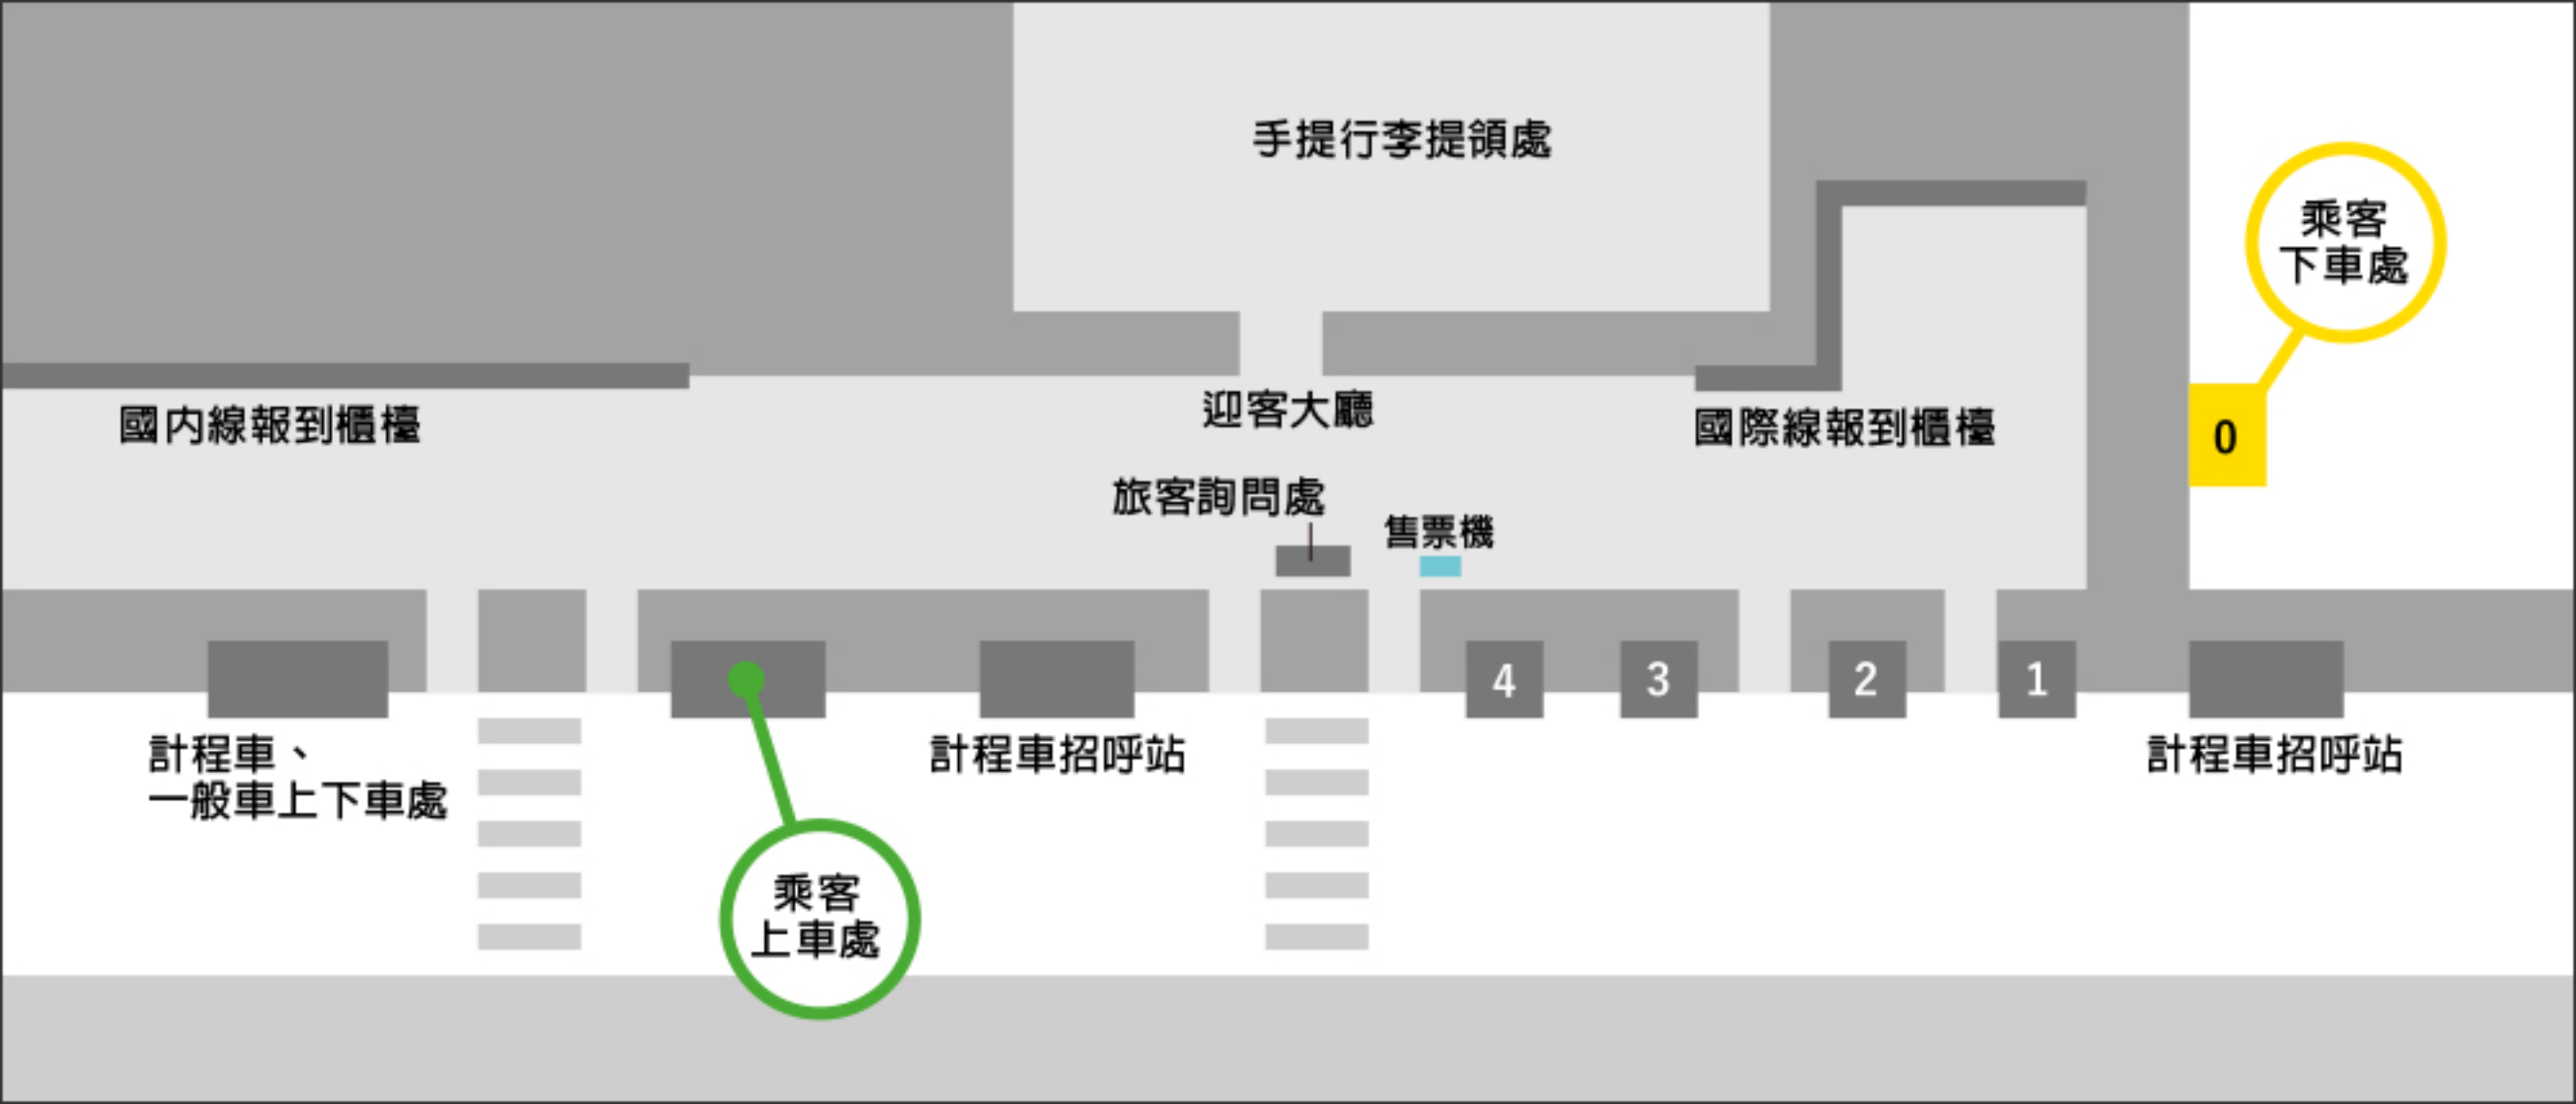 手提行李提領處
乘客
下車處
0
國內線報到櫃檯
迎客大廳
國際線報到櫃檯
旅客詢問處
售票機
4
3
2
1
計程車、
一般車上下車處
計程車招呼站
計程車招呼站
乘客
上車處